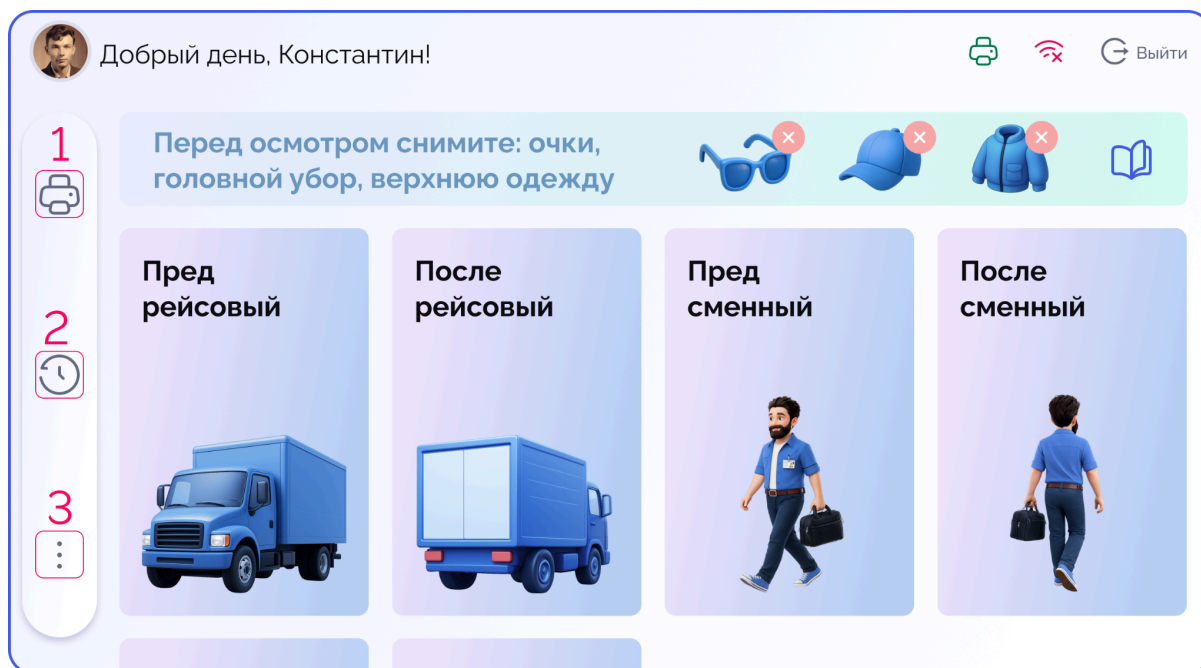 Добрый день, Константин!
Выйти
1
Перед осмотром снимите: очки,
головной убор, верхнюю одежду
2
3
Пред
рейсовый
После
рейсовый
Пред
сменный
После
сменный